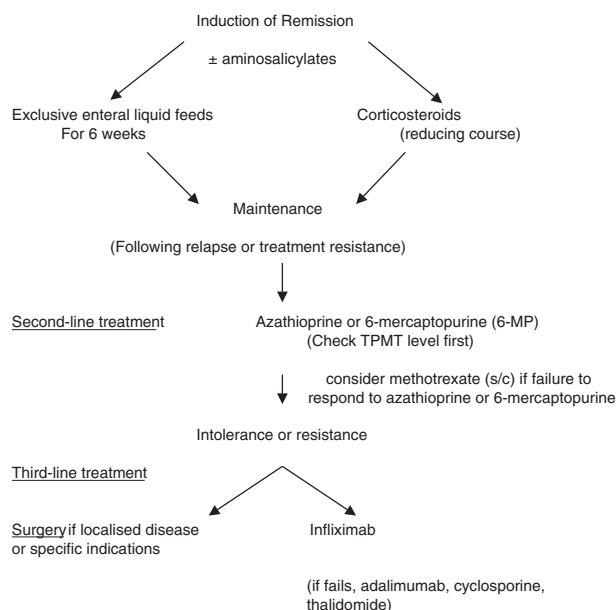 Induction of Remission
± aminosalicylates
Exclusive enteral liquid feeds
For 6 weeks
Corticosteroids
(reducing course)
Maintenance
(Following relapse or treatment resistance)
Second-line treatment
Azathioprine or 6-mercaptopurine (6-MP)
(Check TPMT level first)
consider methotrexate (s/c) if failure to
respond to azathioprine or 6-mercaptopurine
Intolerance or resistance
Third-line treatment
Surgery if localised disease
or specific indications
Infliximab
(if fails, adalimumab, cyclosporine,
thalidomide)